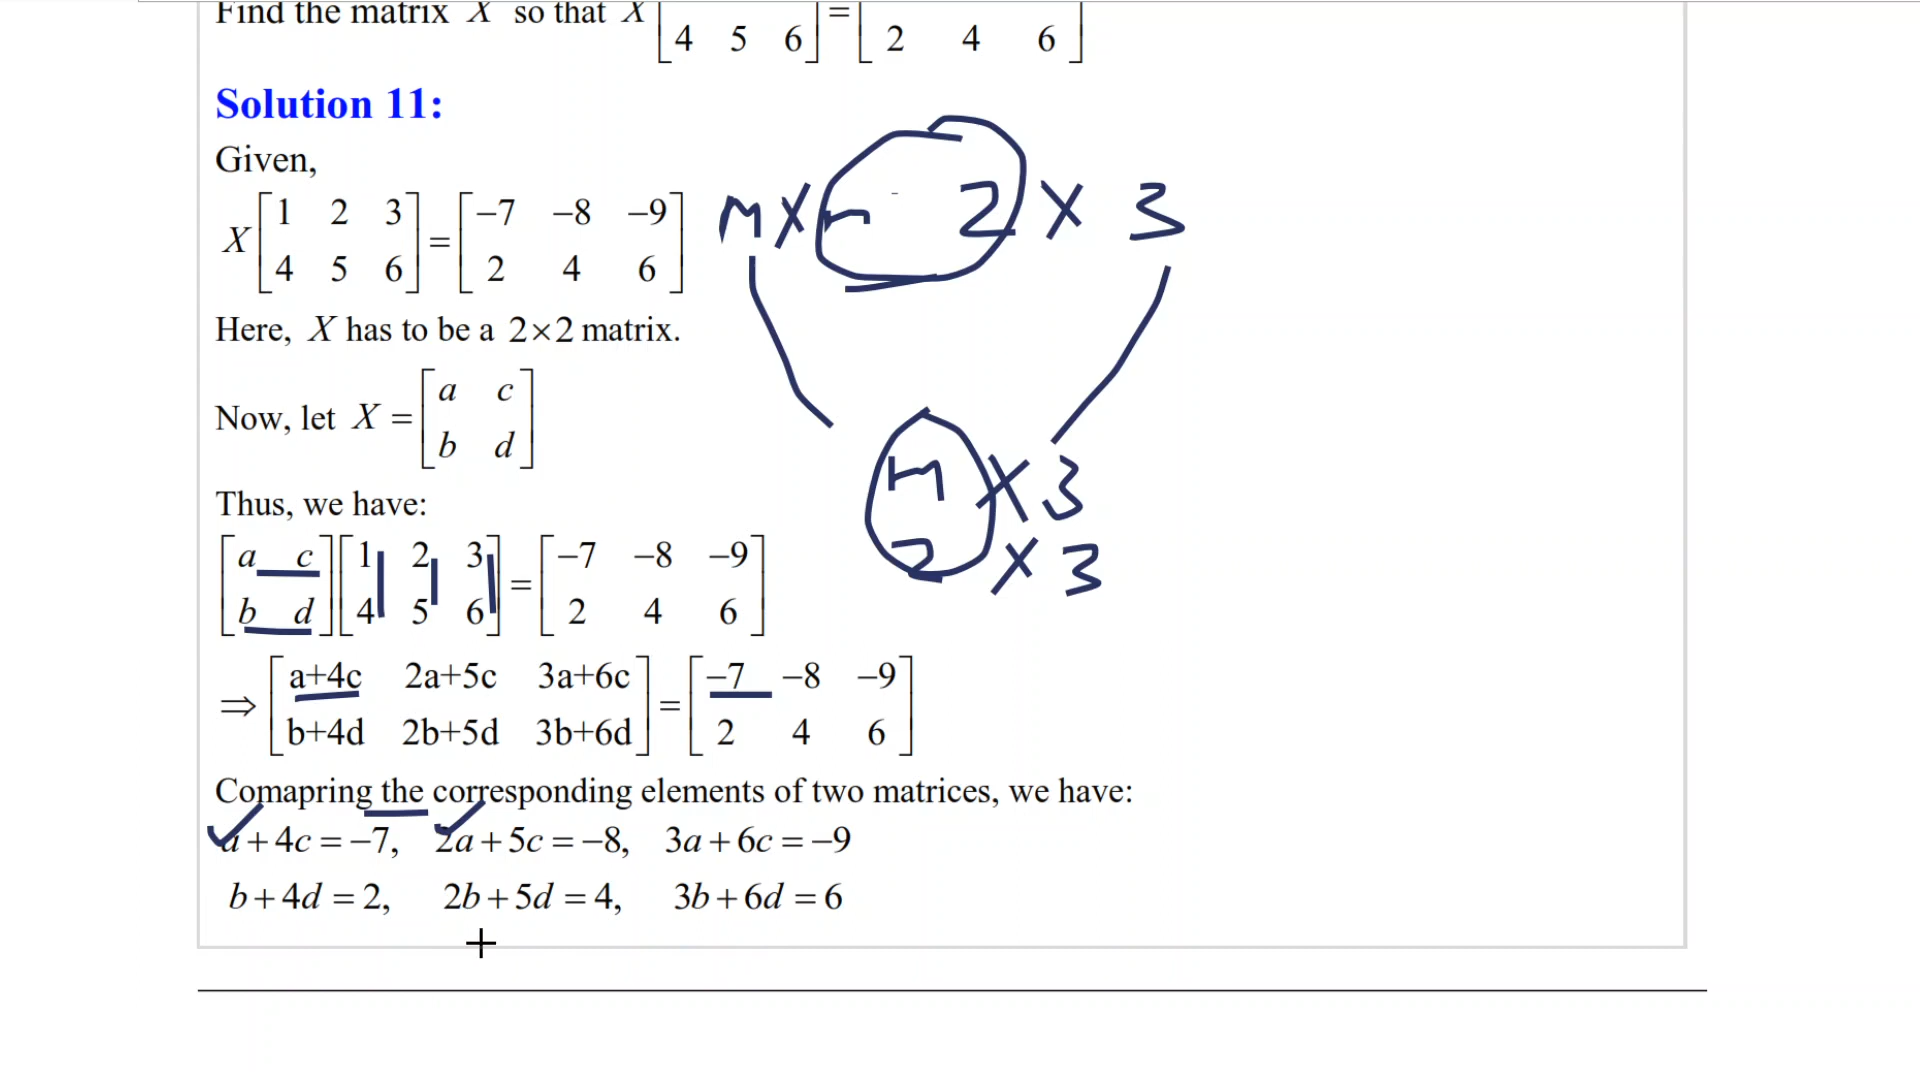 Find the matrix X so that X [4 5 6] = [2 4 6]
Solution 11:
Given,
X [1 2 3; 4 5 6] = [−7 −8 −9; 2 4 6]
m × n 2 × 3
Here, X has to be a 2×2 matrix.
Now, let X = [a c; b d]
m × 3
2 × 3
Thus, we have:
[a c; b d] [1 2 3; 4 5 6] = [−7 −8 −9; 2 4 6]
⇒ [a+4c 2a+5c 3a+6c; b+4d 2b+5d 3b+6d] = [−7 −8 −9; 2 4 6]
Comapring the corresponding elements of two matrices, we have:
a + 4c = −7, 2a + 5c = −8, 3a + 6c = −9
b + 4d = 2, 2b + 5d = 4, 3b + 6d = 6